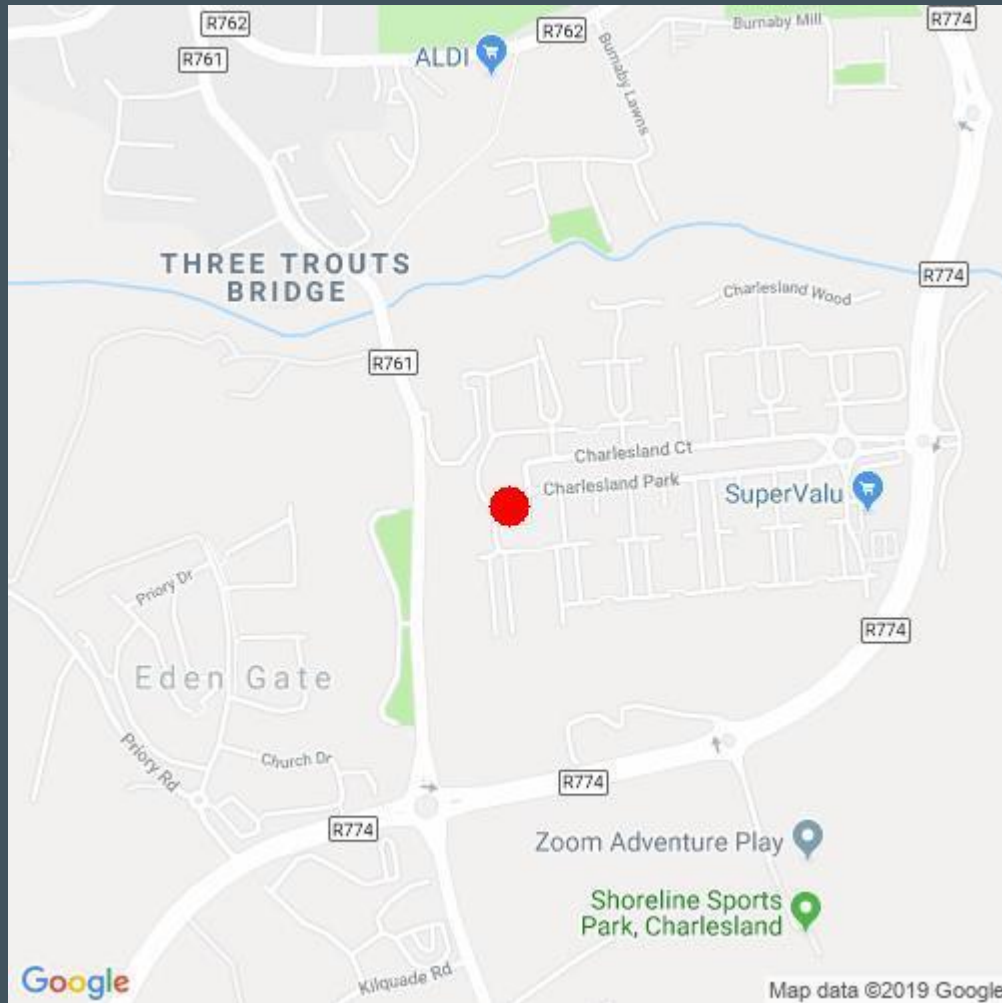 R762
R762
Burnaby Mill
R774
R761
ALDI
Burnaby Lawns
THREE TROUTS
BRIDGE
R774
Charlesland Wood
R761
Charlesland Ct
Charlesland Park
SuperValu
Priory Dr
R774
Eden Gate
Priory Rd
Church Dr
R774
R774
Zoom Adventure Play
Shoreline Sports
Park, Charlesland
Kilquade Rd
Google
Map data ©2019 Google